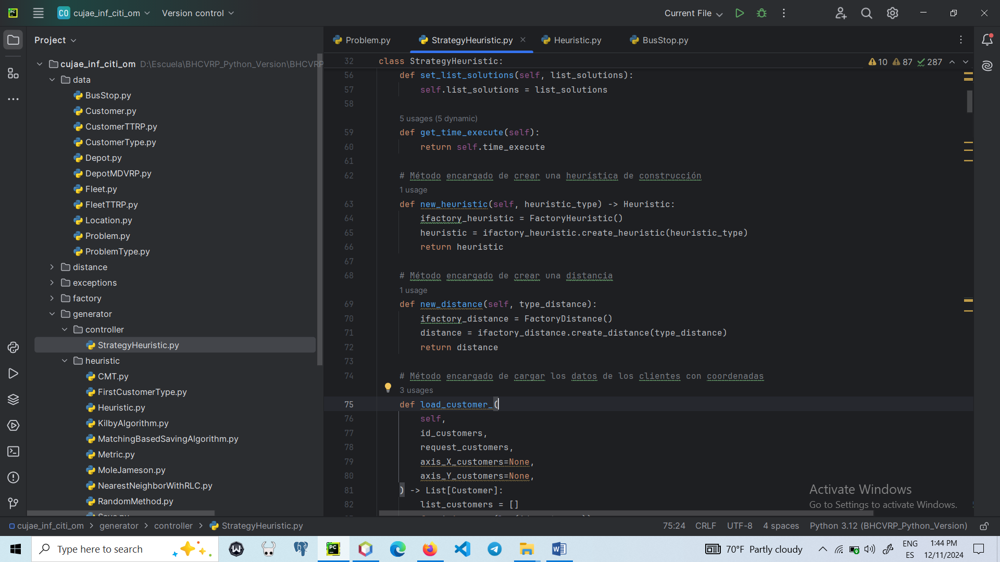 CO cujae_inf_citi_om Version control Current File
Project
cujae_inf_citi_om D:\Escuela\BHCVRP_Python_Version\BHCVRP
data
BusStop.py
Customer.py
CustomerTTRP.py
CustomerType.py
Depot.py
DepotMDVRP.py
Fleet.py
FleetTTRP.py
Location.py
Problem.py
ProblemType.py
distance
exceptions
factory
generator
controller
StrategyHeuristic.py
heuristic
CMT.py
FirstCustomerType.py
Heuristic.py
KilbyAlgorithm.py
MatchingBasedSavingAlgorithm.py
Metric.py
MoleJameson.py
NearestNeighborWithRLC.py
RandomMethod.py
Problem.py StrategyHeuristic.py Heuristic.py BusStop.py
32 class StrategyHeuristic: 10 87 287
56 def set_list_solutions(self, list_solutions):
57 self.list_solutions = list_solutions
58
5 usages (5 dynamic)
59 def get_time_execute(self):
60 return self.time_execute
61
62 # Método encargado de crear una heurística de construcción
1 usage
63 def new_heuristic(self, heuristic_type) -> Heuristic:
64 ifactory_heuristic = FactoryHeuristic()
65 heuristic = ifactory_heuristic.create_heuristic(heuristic_type)
66 return heuristic
67
68 # Método encargado de crear una distancia
1 usage
69 def new_distance(self, type_distance):
70 ifactory_distance = FactoryDistance()
71 distance = ifactory_distance.create_distance(type_distance)
72 return distance
73
74 # Método encargado de cargar los datos de los clientes con coordenadas
3 usages
75 def load_customer_(
76 self,
77 id_customers,
78 request_customers,
79 axis_X_customers=None,
80 axis_Y_customers=None,
81 ) -> List[Customer]:
82 list_customers = []
Activate Windows
Go to Settings to activate Windows.
cujae_inf_citi_om > generator > controller > StrategyHeuristic.py 75:24 CRLF UTF-8 4 spaces Python 3.12 (BHCVRP_Python_Version)
Type here to search 70°F Partly cloudy ENG 1:44 PM
ES 12/11/2024